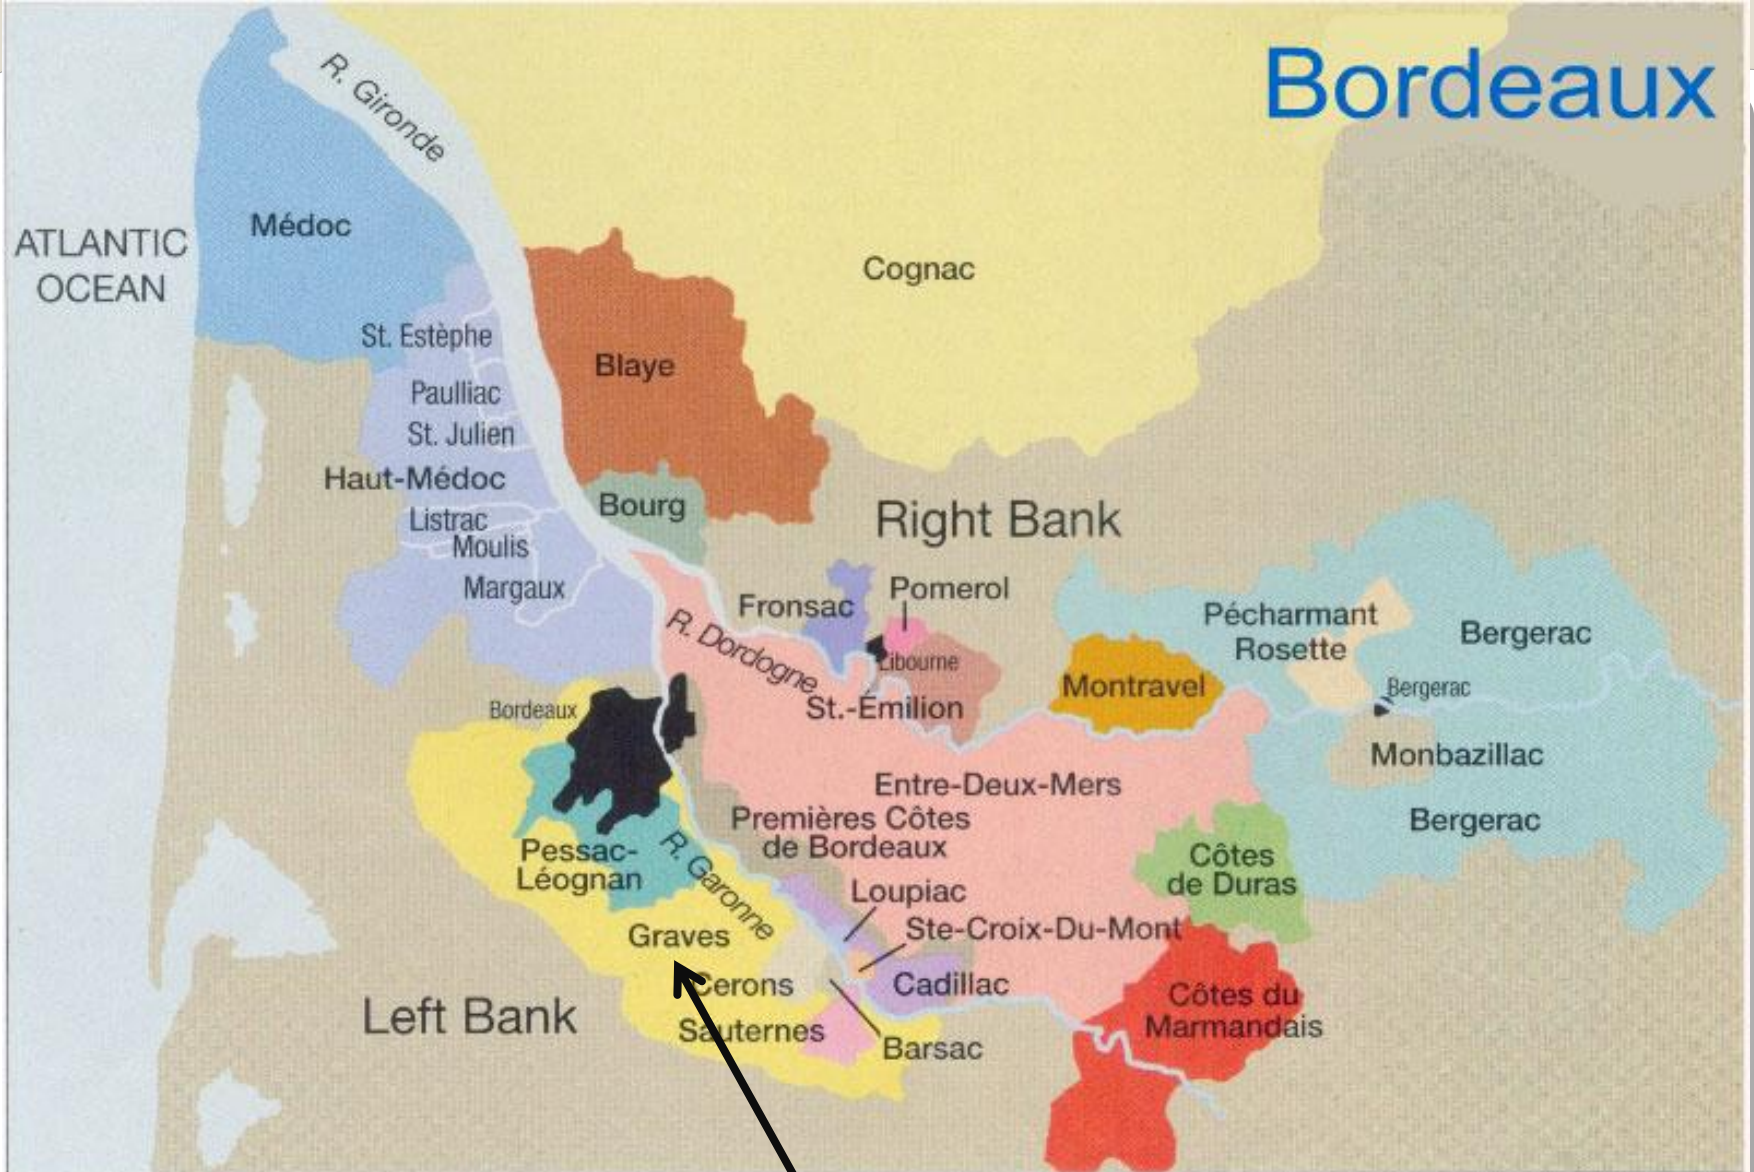 Bordeaux
R. Gironde
ATLANTIC
OCEAN
Médoc
Cognac
St. Estèphe
Blaye
Paulliac
St. Julien
Haut-Médoc
Bourg
Listrac
Moulis
Right Bank
Margaux
Fronsac
Pomerol
Pécharmant
Rosette
Bergerac
R. Dordogne
Libourne
Montravel
Bergerac
St.-Émilion
Bordeaux
Monbazillac
Entre-Deux-Mers
Premières Côtes
de Bordeaux
Bergerac
Pessac-
Léognan
R. Garonne
Côtes
de Duras
Loupiac
Ste-Croix-Du-Mont
Graves
Cerons
Cadillac
Côtes du
Marmandais
Left Bank
Sauternes
Barsac